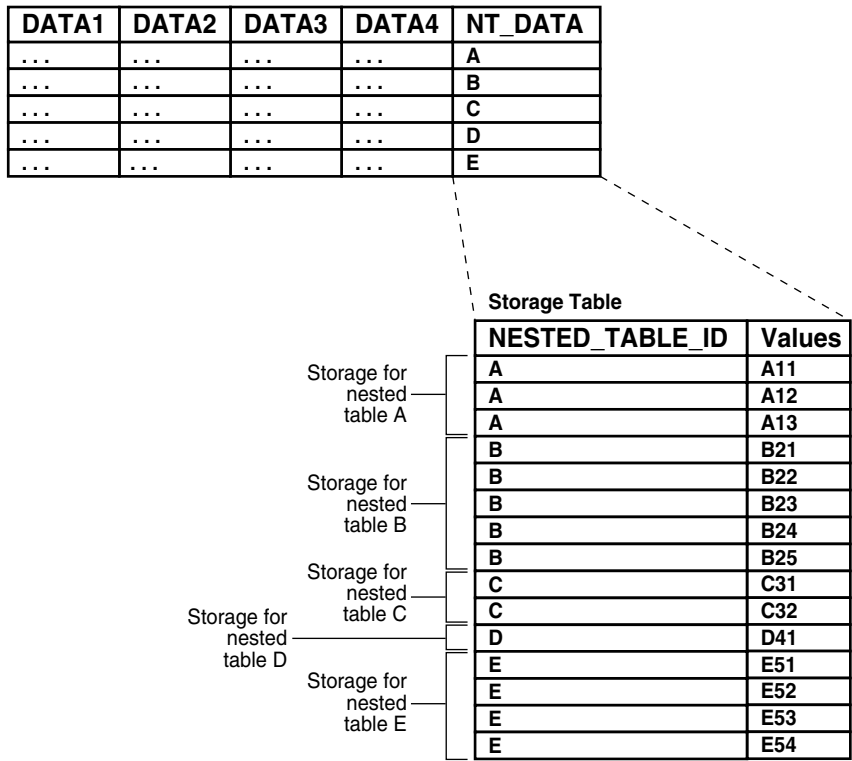 DATA1 DATA2 DATA3 DATA4 NT_DATA
... ... ... ... A
... ... ... ... B
... ... ... ... C
... ... ... ... D
... ... ... ... E
Storage Table
NESTED_TABLE_ID Values
A A11
A A12
A A13
B B21
B B22
B B23
B B24
B B25
C C31
C C32
D D41
E E51
E E52
E E53
E E54
Storage for
nested
table A
Storage for
nested
table B
Storage for
nested
table C
Storage for
nested
table D
Storage for
nested
table E